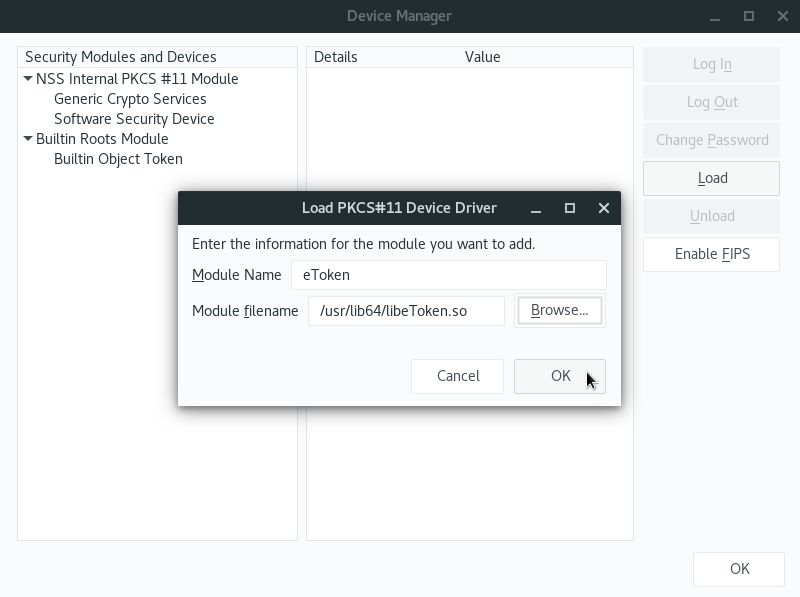 Device Manager
Security Modules and Devices
Details Value
NSS Internal PKCS #11 Module
Generic Crypto Services
Software Security Device
Builtin Roots Module
Builtin Object Token
Log In
Log Out
Change Password
Load
Unload
Enable FIPS
Load PKCS#11 Device Driver
Enter the information for the module you want to add.
Module Name eToken
Module filename /usr/lib64/libeToken.so Browse...
Cancel OK
OK